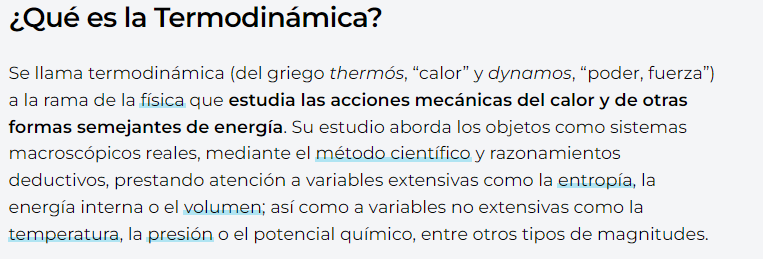 ¿Qué es la Termodinámica?
Se llama termodinámica (del griego thermós, “calor” y dynamos, “poder, fuerza”)
a la rama de la física que estudia las acciones mecánicas del calor y de otras
formas semejantes de energía. Su estudio aborda los objetos como sistemas
macroscópicos reales, mediante el método científico y razonamientos
deductivos, prestando atención a variables extensivas como la entropía, la
energía interna o el volumen; así como a variables no extensivas como la
temperatura, la presión o el potencial químico, entre otros tipos de magnitudes.